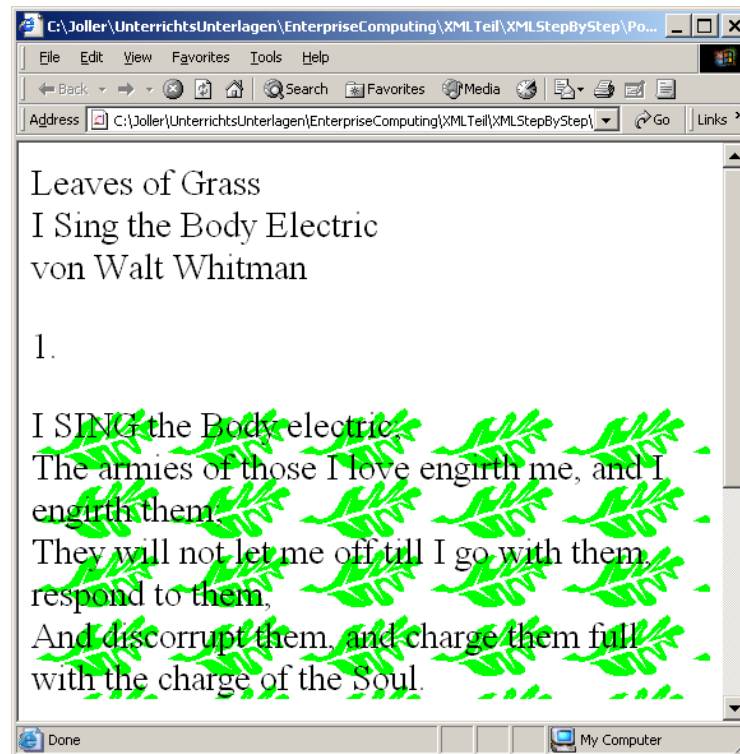 C:\Joller\UnterrichtsUnterlagen\EnterpriseComputing\XMLTeil\XMLStepByStep\Po...
File Edit View Favorites Tools Help
Back Search Favorites Media
Address C:\Joller\UnterrichtsUnterlagen\EnterpriseComputing\XMLTeil\XMLStepByStep\ Go Links »
Leaves of Grass
I Sing the Body Electric
von Walt Whitman
1.
I SING the Body electric,
The armies of those I love engirth me, and I
engirth them;
They will not let me off till I go with them,
respond to them,
And discorrupt them, and charge them full
with the charge of the Soul.
Done My Computer